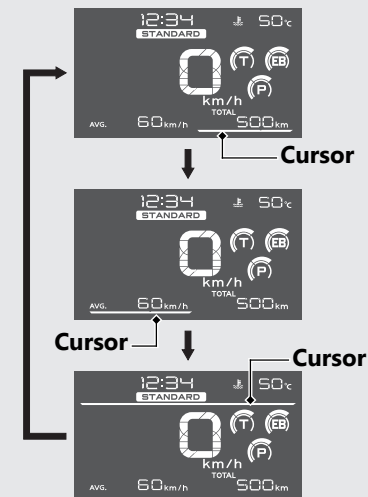 12:34 50°c
STANDARD
0 T EB
P
km/h
TOTAL
AVG. 60km/h 500km
Cursor
12:34 50°c
STANDARD
0 T EB
P
km/h
TOTAL
AVG. 60km/h 500km
Cursor
Cursor
12:34 50°c
STANDARD
0 T EB
P
km/h
TOTAL
AVG. 60km/h 500km